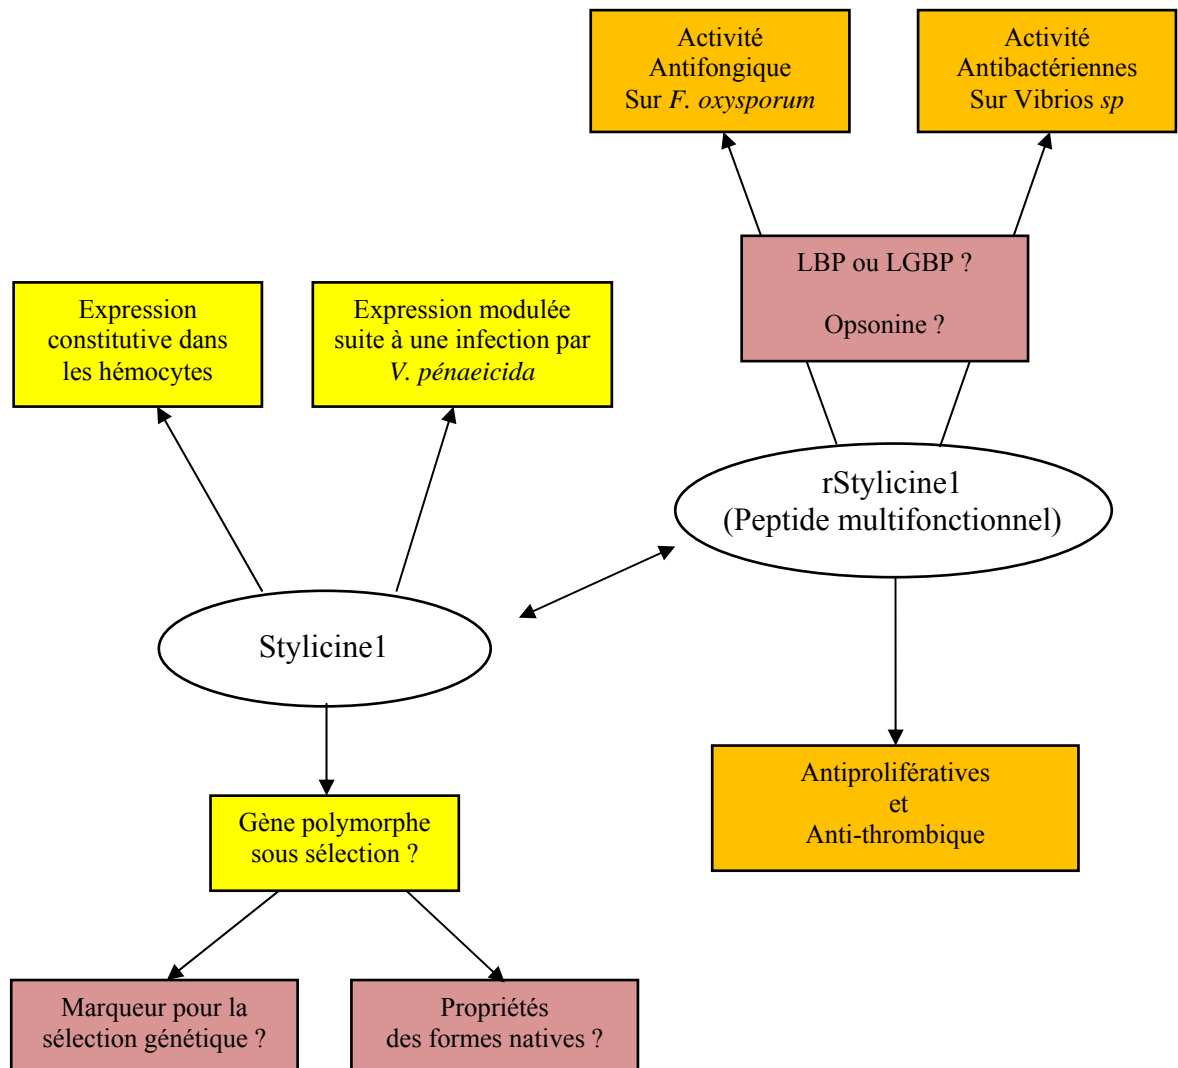 Activité
Antifongique
Sur F. oxysporum
Activité
Antibactériennes
Sur Vibrios sp
LBP ou LGBP ?
Opsonine ?
Expression
constitutive dans
les hémocytes
Expression modulée
suite à une infection par
V. pénaeicida
rStylicine1
(Peptide multifonctionnel)
Stylicine1
Antiprolifératives
et
Anti-thrombique
Gène polymorphe
sous sélection ?
Marqueur pour la
sélection génétique ?
Propriétés
des formes natives ?